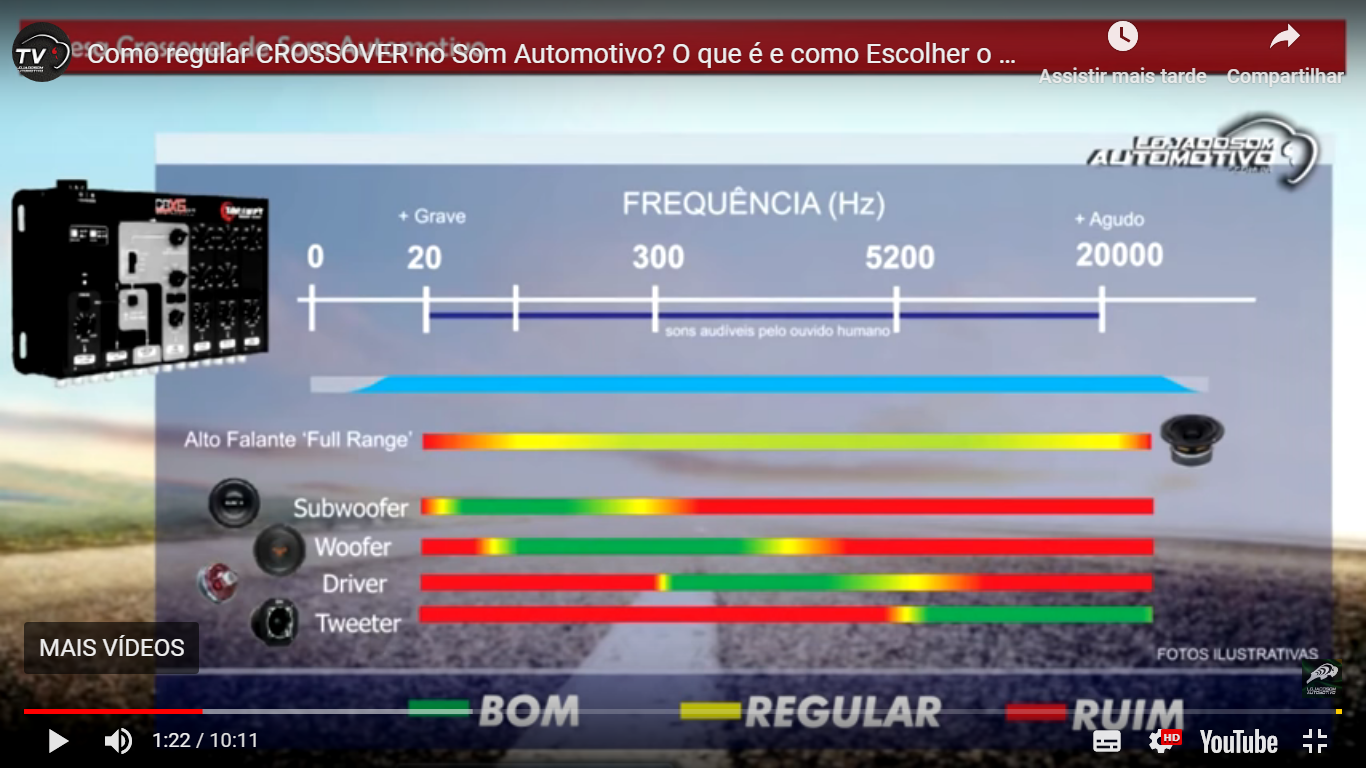 Como regular CROSSOVER no Som Automotivo? O que é e como Escolher o ...
TV
Assistir mais tarde
Compartilhar
LOJADOSOM
AUTOMOTIVO
FREQUÊNCIA (Hz)
+ Grave
+ Agudo
0 20 300 5200 20000
sons audíveis pelo ouvido humano
Alto Falante ‘Full Range’
Subwoofer
Woofer
Driver
Tweeter
MAIS VÍDEOS
FOTOS ILUSTRATIVAS
BOM REGULAR RUIM
1:22 / 10:11
HD
YouTube